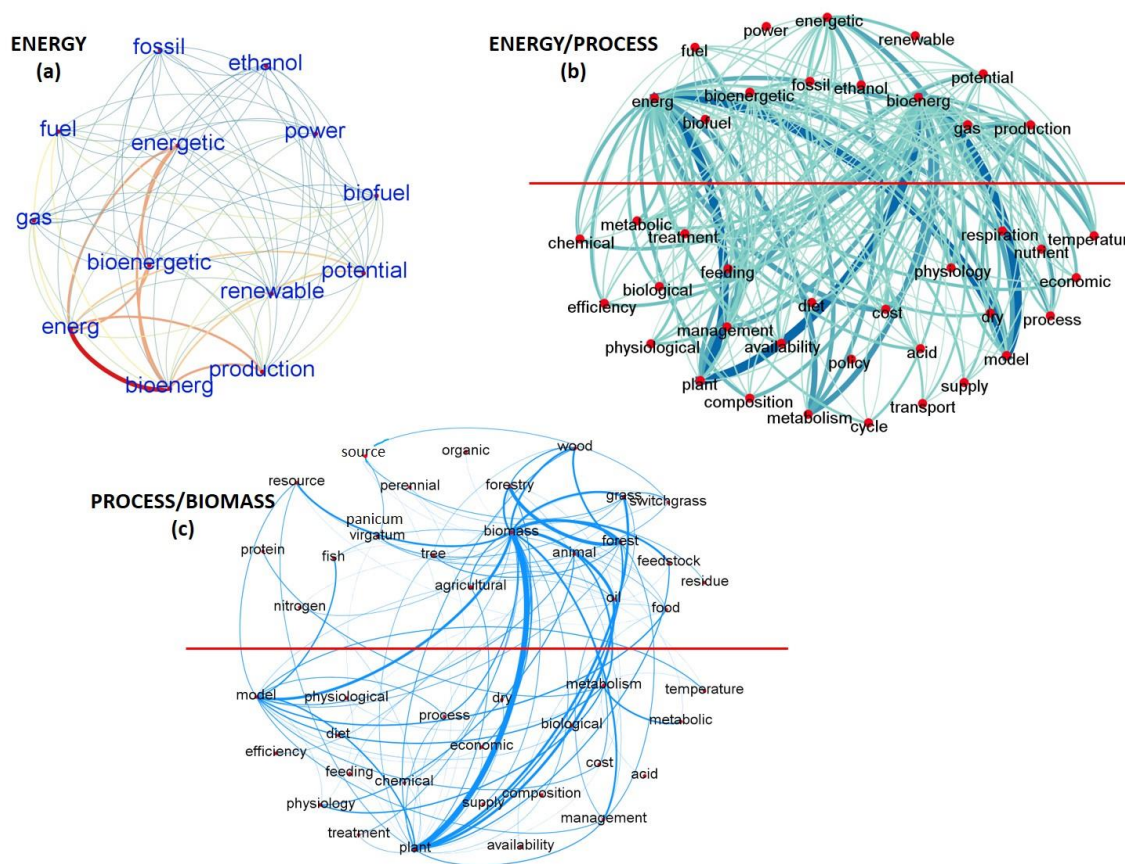 ENERGY
(a)
fossil
ethanol
fuel
energetic
power
biofuel
gas
bioenergetic
potential
renewable
energ
production
bioenerg
ENERGY/PROCESS
(b)
energetic
power
renewable
fuel
potential
fossil
ethanol
bioenergetic
energ
bioenerg
biofuel
gas
production
metabolic
chemical
treatment
respiration
temperatur
nutrient
feeding
physiology
economic
biological
efficiency
diet
cost
dry
process
management
physiological
availability
acid
model
policy
plant
supply
composition
transport
metabolism
cycle
PROCESS/BIOMASS
(c)
source
organic
wood
resource
perennial
forestry
grass
switchgrass
panicum
virgatum
biomass
protein
fish
tree
animal
forest
feedstock
residue
agricultural
oil
food
nitrogen
metabolism
temperature
model
physiological
dry
process
biological
metabolic
diet
economic
efficiency
cost
feeding
chemical
acid
physiology
supply
composition
management
treatment
plant
availability